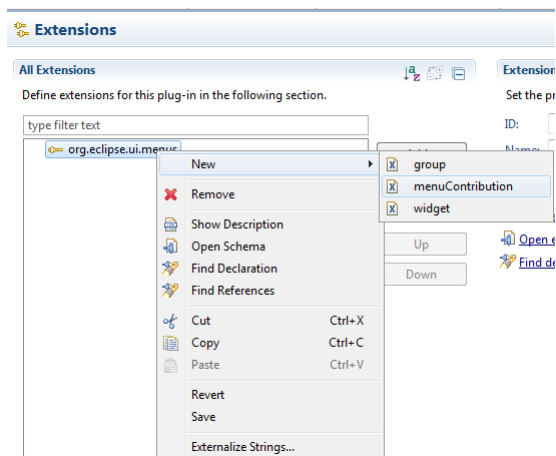 Extensions
All Extensions
Define extensions for this plug-in in the following section.
type filter text
org.eclipse.ui.menus
New
group
menuContribution
widget
Remove
Show Description
Open Schema
Find Declaration
Find References
Up
Down
Cut Ctrl+X
Copy Ctrl+C
Paste Ctrl+V
Revert
Save
Externalize Strings...
Extension
Set the pr
ID:
Name:
Open e
Find de